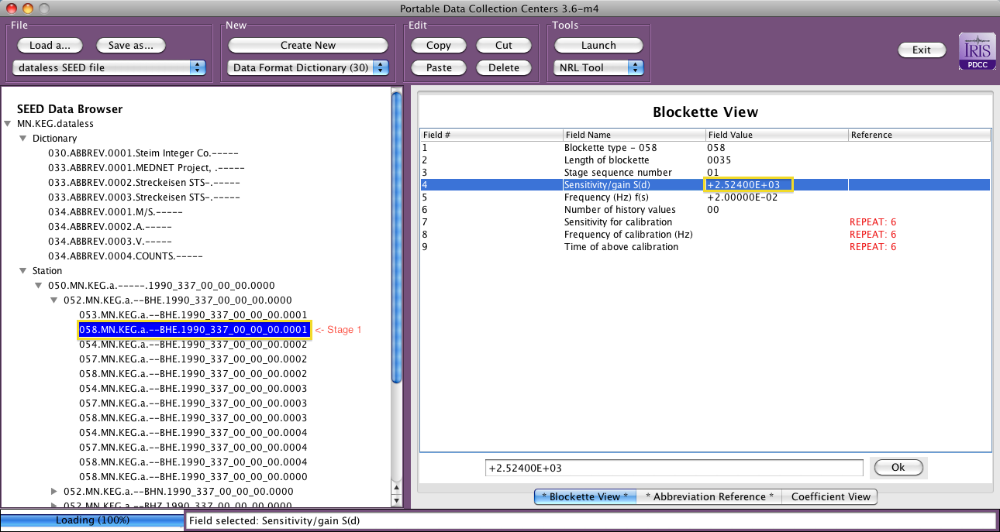 Portable Data Collection Centers 3.6-m4
File
New
Edit
Tools
Load a...
Save as...
Create New
Copy
Cut
Launch
Exit
IRIS
PDCC
dataless SEED file
Data Format Dictionary (30)
Paste
Delete
NRL Tool
SEED Data Browser
MN.KEG.dataless
Dictionary
030.ABBREV.0001.Steim Integer Co.-----
033.ABBREV.0001.MEDNET Project, .-----
033.ABBREV.0002.Streckeisen STS-.-----
033.ABBREV.0003.Streckeisen STS-.-----
034.ABBREV.0001.M/S.-----
034.ABBREV.0002.A.-----
034.ABBREV.0003.V.-----
034.ABBREV.0004.COUNTS.-----
Station
050.MN.KEG.a.-----.1990_337_00_00_00.0000
052.MN.KEG.a.--BHE.1990_337_00_00_00.0000
053.MN.KEG.a.--BHE.1990_337_00_00_00.0001
058.MN.KEG.a.--BHE.1990_337_00_00_00.0001 <- Stage 1
054.MN.KEG.a.--BHE.1990_337_00_00_00.0002
057.MN.KEG.a.--BHE.1990_337_00_00_00.0002
058.MN.KEG.a.--BHE.1990_337_00_00_00.0002
054.MN.KEG.a.--BHE.1990_337_00_00_00.0003
057.MN.KEG.a.--BHE.1990_337_00_00_00.0003
058.MN.KEG.a.--BHE.1990_337_00_00_00.0003
054.MN.KEG.a.--BHE.1990_337_00_00_00.0004
057.MN.KEG.a.--BHE.1990_337_00_00_00.0004
058.MN.KEG.a.--BHE.1990_337_00_00_00.0004
058.MN.KEG.a.--BHE.1990_337_00_00_00.0000
052.MN.KEG.a.--BHN.1990_337_00_00_00.0000
052.MN.KEG.a.--BHZ.1990_337_00_00_00.0000
Blockette View
Field # Field Name Field Value Reference
1 Blockette type - 058 058
2 Length of blockette 0035
3 Stage sequence number 01
4 Sensitivity/gain S(d) +2.52400E+03
5 Frequency (Hz) f(s) +2.00000E-02
6 Number of history values 00
7 Sensitivity for calibration REPEAT: 6
8 Frequency of calibration (Hz) REPEAT: 6
9 Time of above calibration REPEAT: 6
+2.52400E+03
Ok
* Blockette View *
* Abbreviation Reference *
Coefficient View
Loading (100%)
Field selected: Sensitivity/gain S(d)